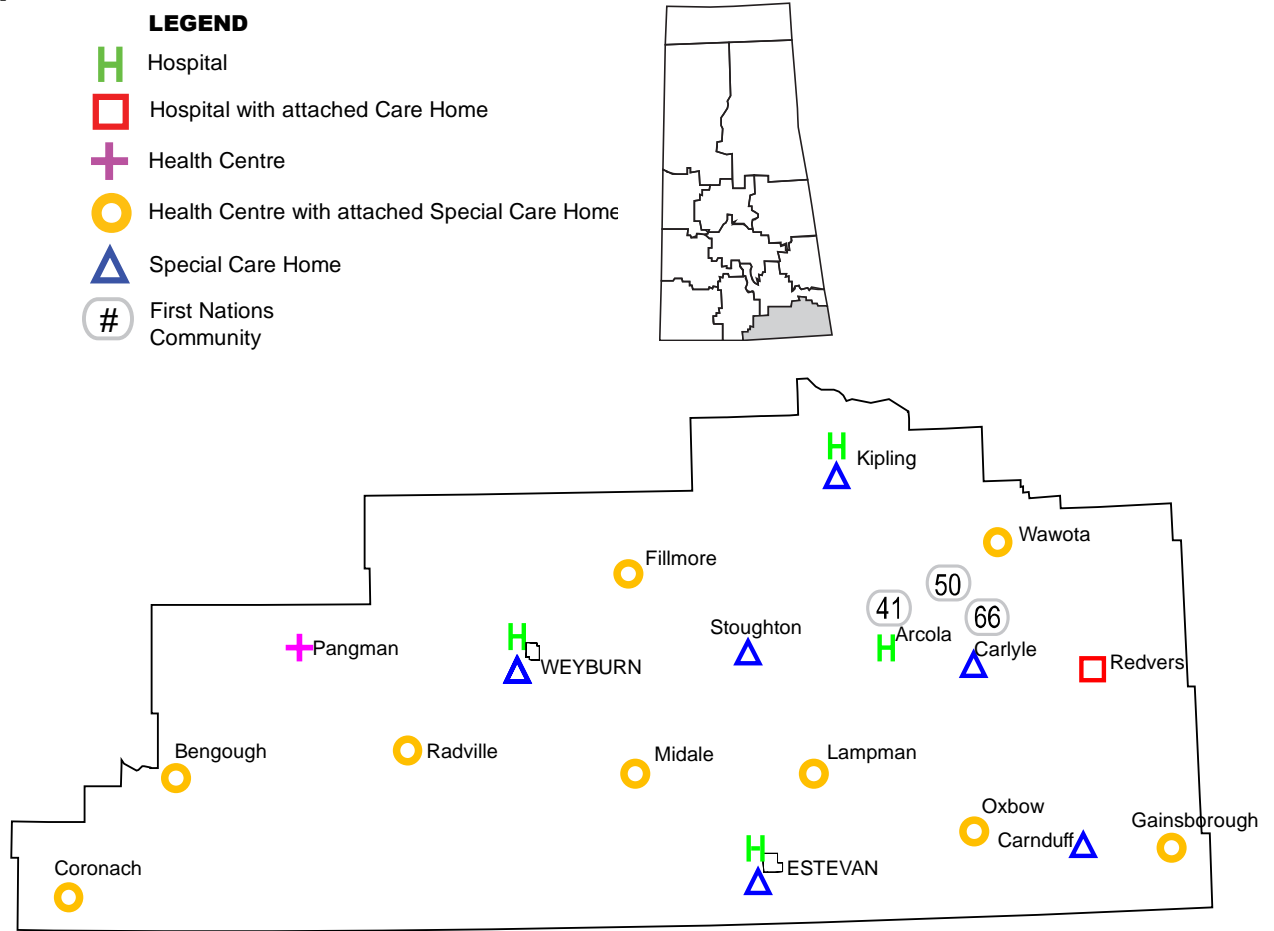 LEGEND
H Hospital
Hospital with attached Care Home
Health Centre
Health Centre with attached Special Care Home
Special Care Home
# First Nations
Community
H
Kipling
Wawota
Fillmore
50
41
66
Stoughton
Arcola
H
Carlyle
Pangman
H
WEYBURN
Redvers
Bengough
Radville
Midale
Lampman
Oxbow
Carnduff
Gainsborough
H
ESTEVAN
Coronach